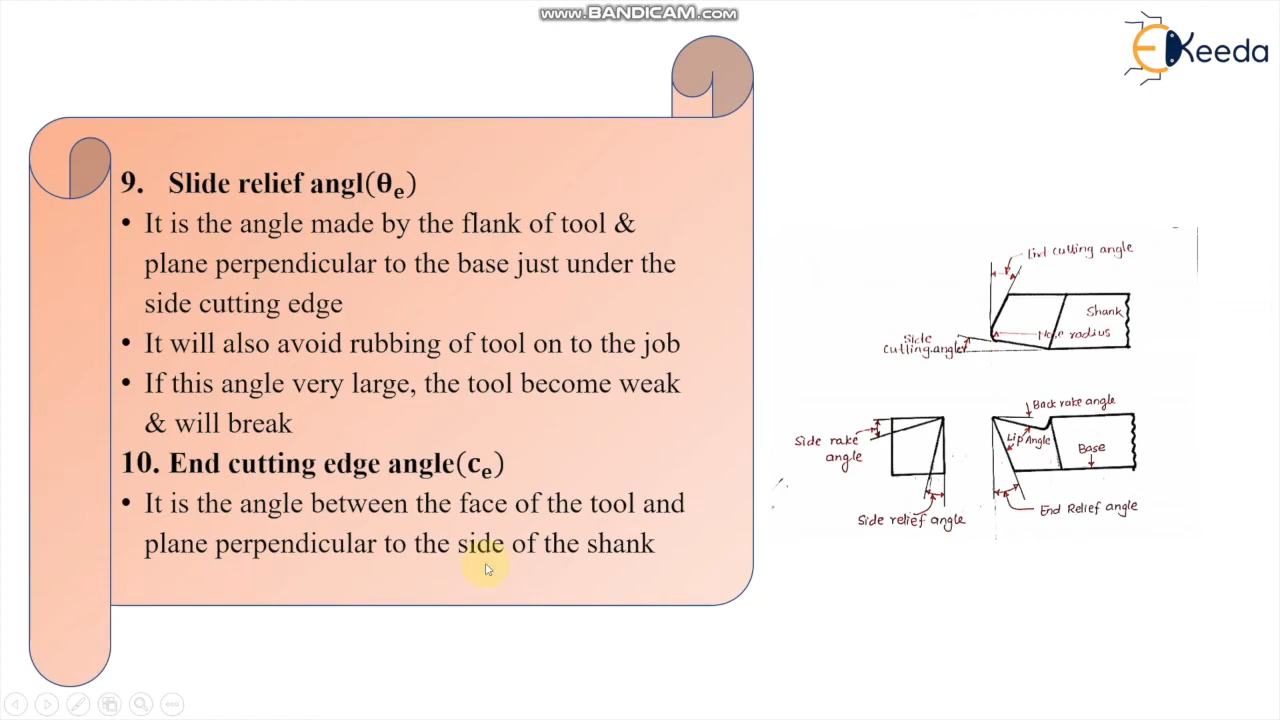 www.BANDICAM.com
EKeeda
9. Slide relief angl(θe)
• It is the angle made by the flank of tool &
plane perpendicular to the base just under the
side cutting edge
• It will also avoid rubbing of tool on to the job
• If this angle very large, the tool become weak
& will break
10. End cutting edge angle(ce)
• It is the angle between the face of the tool and
plane perpendicular to the side of the shank
End cutting angle
Shank
Nose radius
Side
cutting angle
Back rake angle
Side rake
angle
Lip Angle
Base
Side relief angle
End Relief angle